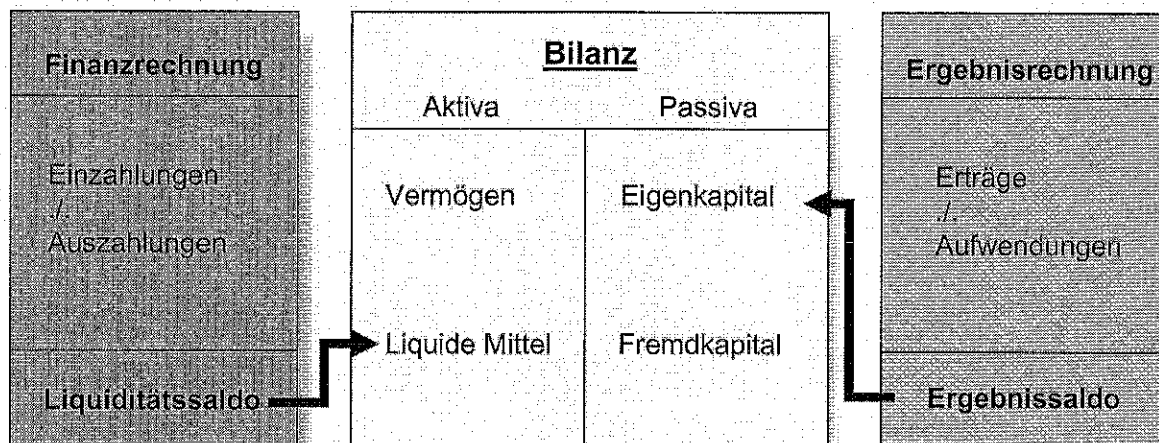 Finanzrechnung
Einzahlungen
./.
Auszahlungen
Liquiditätssaldo
Bilanz
Aktiva Passiva
Vermögen Eigenkapital
Liquide Mittel Fremdkapital
Ergebnisrechnung
Erträge
./.
Aufwendungen
Ergebnissaldo